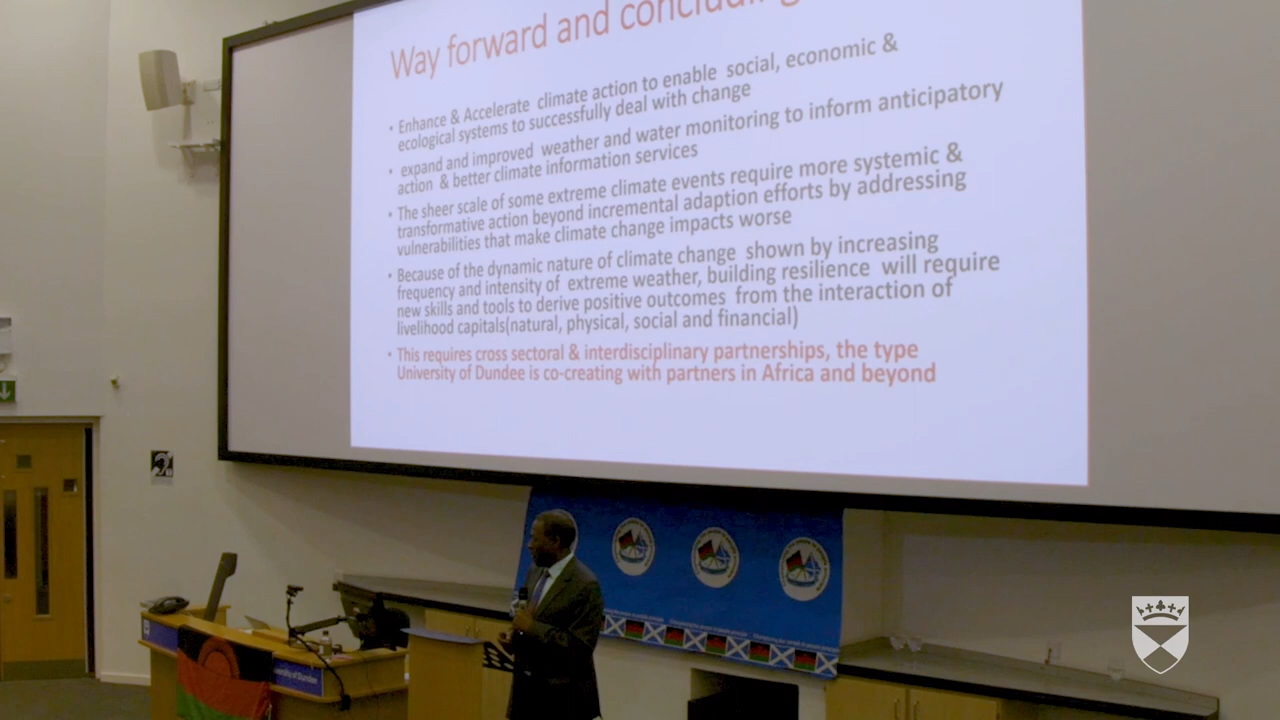 Way forward and concluding
• Enhance & Accelerate climate action to enable social, economic &
ecological systems to successfully deal with change
• expand and improved weather and water monitoring to inform anticipatory
action & better climate information services
• The sheer scale of some extreme climate events require more systemic &
transformative action beyond incremental adaption efforts by addressing
vulnerabilities that make climate change impacts worse
• Because of the dynamic nature of climate change shown by increasing
frequency and intensity of extreme weather, building resilience will require
new skills and tools to derive positive outcomes from the interaction of
livelihood capitals(natural, physical, social and financial)
• This requires cross sectoral & interdisciplinary partnerships, the type
University of Dundee is co-creating with partners in Africa and beyond
University of Dundee